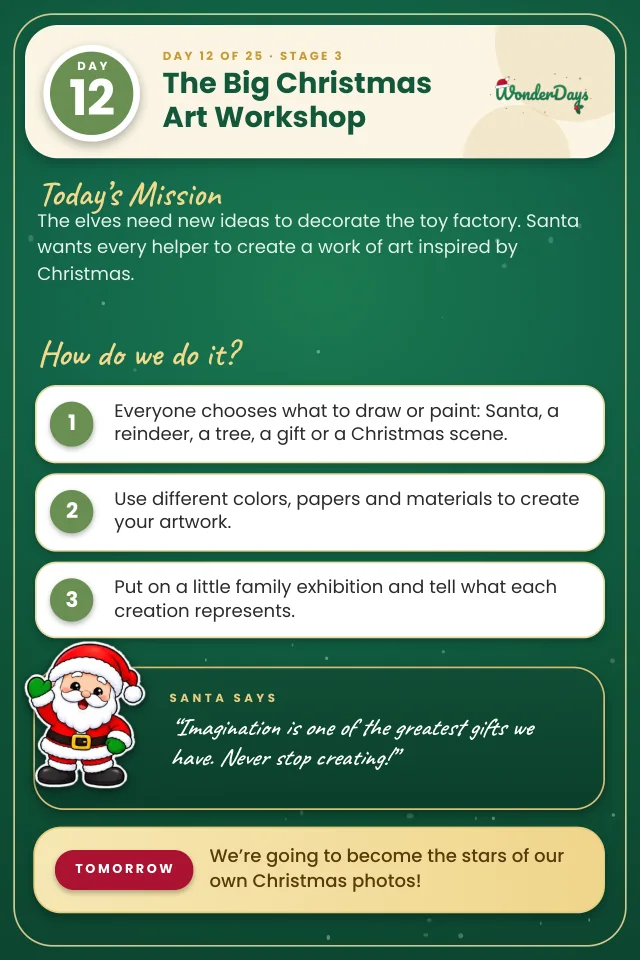 DAY
12
DAY 12 OF 25 · STAGE 3
The Big Christmas
Art Workshop
WonderDays
Today's Mission
The elves need new ideas to decorate the toy factory. Santa
wants every helper to create a work of art inspired by
Christmas.
How do we do it?
1
Everyone chooses what to draw or paint: Santa, a
reindeer, a tree, a gift or a Christmas scene.
2
Use different colors, papers and materials to create
your artwork.
3
Put on a little family exhibition and tell what each
creation represents.
SANTA SAYS
“Imagination is one of the greatest gifts we
have. Never stop creating!”
TOMORROW
We’re going to become the stars of our
own Christmas photos!